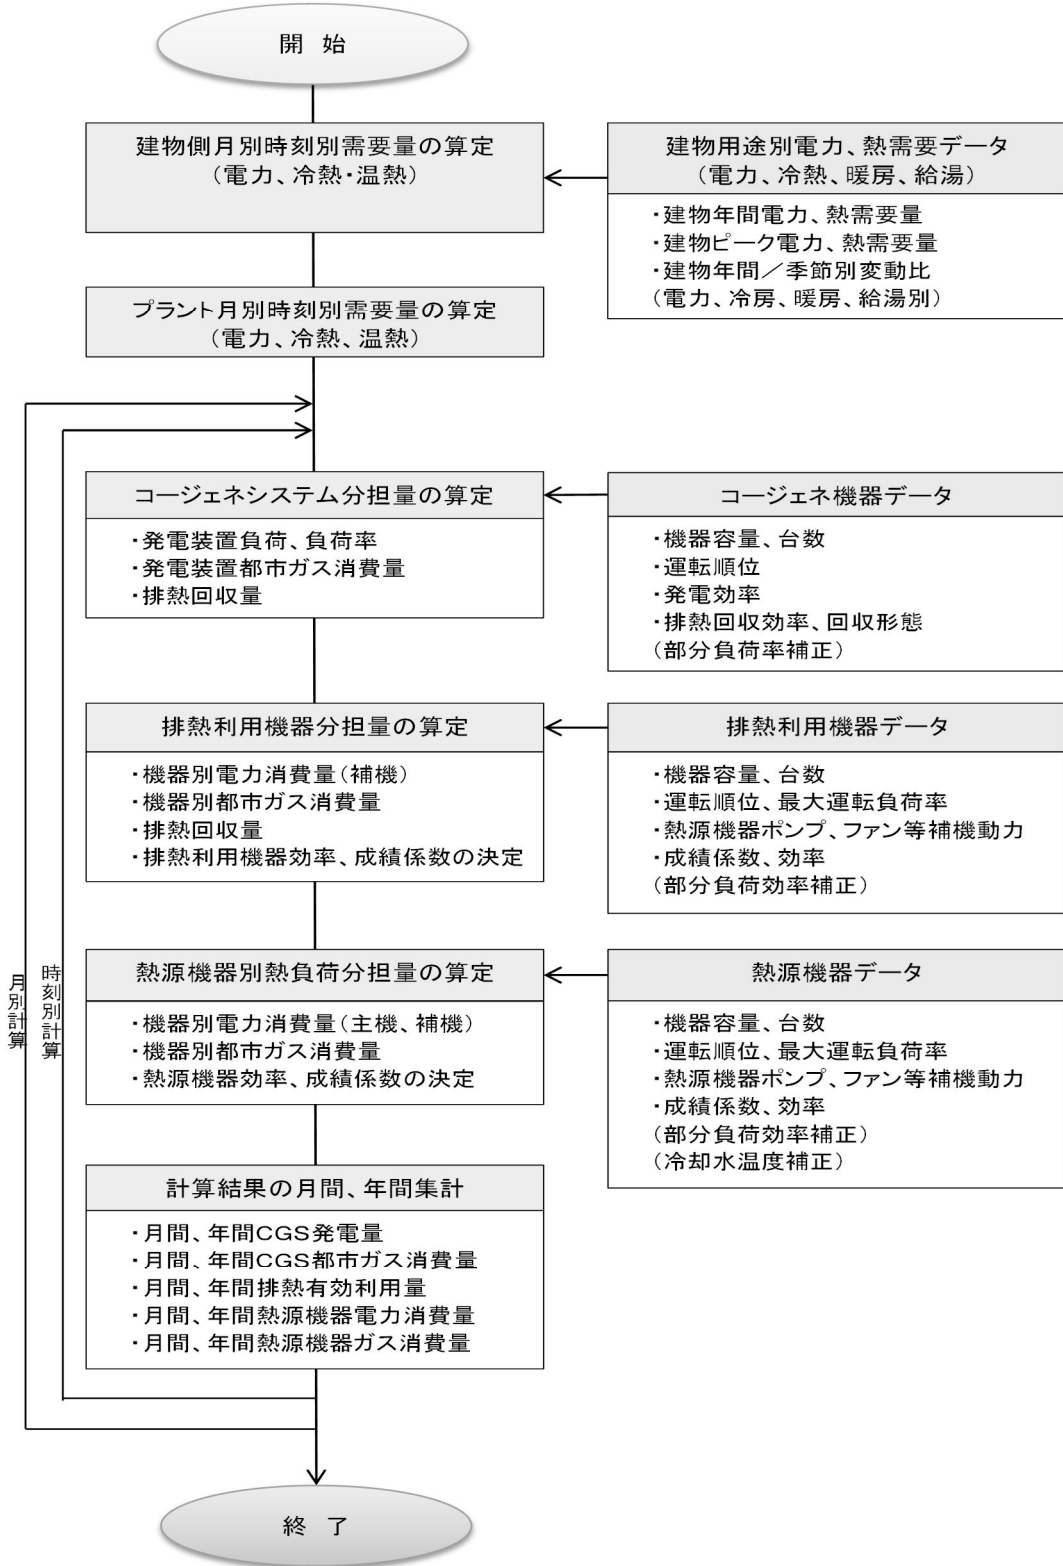 開 始
建物側月別時刻別需要量の算定
(電力、冷熱・温熱)
建物用途別電力、熱需要データ
(電力、冷熱、暖房、給湯)
・建物年間電力、熱需要量
・建物ピーク電力、熱需要量
・建物年間／季節別変動比
(電力、冷房、暖房、給湯別)
プラント月別時刻別需要量の算定
(電力、冷熱、温熱)
コージェネシステム分担量の算定
・発電装置負荷、負荷率
・発電装置都市ガス消費量
・排熱回収量
コージェネ機器データ
・機器容量、台数
・運転順位
・発電効率
・排熱回収効率、回収形態
(部分負荷率補正)
排熱利用機器分担量の算定
・機器別電力消費量(補機)
・機器別都市ガス消費量
・排熱回収量
・排熱利用機器効率、成績係数の決定
排熱利用機器データ
・機器容量、台数
・運転順位、最大運転負荷率
・熱源機器ポンプ、ファン等補機動力
・成績係数、効率
(部分負荷効率補正)
熱源機器別熱負荷分担量の算定
・機器別電力消費量(主機、補機)
・機器別都市ガス消費量
・熱源機器効率、成績係数の決定
熱源機器データ
・機器容量、台数
・運転順位、最大運転負荷率
・熱源機器ポンプ、ファン等補機動力
・成績係数、効率
(部分負荷効率補正)
(冷却水温度補正)
月別計算
時刻別計算
計算結果の月間、年間集計
・月間、年間CGS発電量
・月間、年間CGS都市ガス消費量
・月間、年間排熱有効利用量
・月間、年間熱源機器電力消費量
・月間、年間熱源機器ガス消費量
終 了